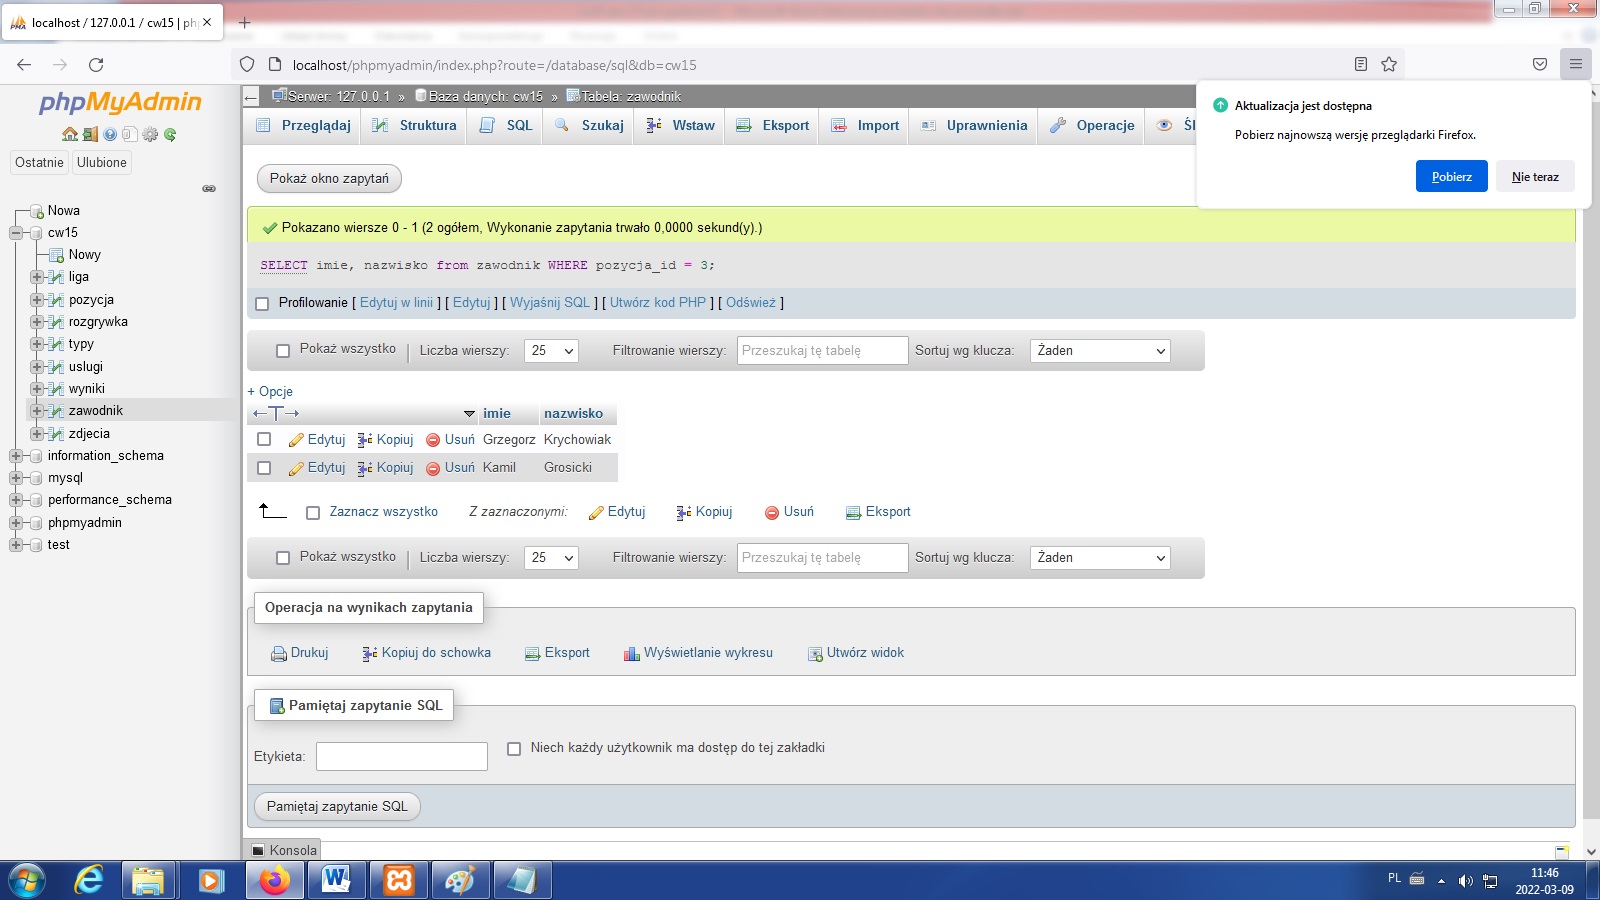 localhost / 127.0.0.1 / cw15 | ph
localhost/phpmyadmin/index.php?route=/database/sql&db=cw15
phpMyAdmin
Ostatnie Ulubione
Nowa
cw15
Nowy
liga
pozycja
rozgrywka
typy
uslugi
wyniki
zawodnik
zdjecia
information_schema
mysql
performance_schema
phpmyadmin
test
Serwer: 127.0.0.1 » Baza danych: cw15 » Tabela: zawodnik
Przeglądaj Struktura SQL Szukaj Wstaw Eksport Import Uprawnienia Operacje
Aktualizacja jest dostępna
Pobierz najnowszą wersję przeglądarki Firefox.
Pobierz Nie teraz
Pokaż okno zapytań
Pokazano wiersze 0 - 1 (2 ogółem, Wykonanie zapytania trwało 0,0000 sekund(y).)
SELECT imie, nazwisko from zawodnik WHERE pozycja_id = 3;
Profilowanie [ Edytuj w linii ] [ Edytuj ] [ Wyjaśnij SQL ] [ Utwórz kod PHP ] [ Odśwież ]
Pokaż wszystko | Liczba wierszy: 25 Filtrowanie wierszy: Przeszukaj tę tabelę Sortuj wg klucza: Żaden
+ Opcje
←T→ imie nazwisko
Edytuj Kopiuj Usuń Grzegorz Krychowiak
Edytuj Kopiuj Usuń Kamil Grosicki
Zaznacz wszystko Z zaznaczonymi: Edytuj Kopiuj Usuń Eksport
Pokaż wszystko | Liczba wierszy: 25 Filtrowanie wierszy: Przeszukaj tę tabelę Sortuj wg klucza: Żaden
Operacja na wynikach zapytania
Drukuj Kopiuj do schowka Eksport Wyświetlanie wykresu Utwórz widok
Pamiętaj zapytanie SQL
Etykieta: Niech każdy użytkownik ma dostęp do tej zakładki
Pamiętaj zapytanie SQL
Konsola
PL 11:46
2022-03-09